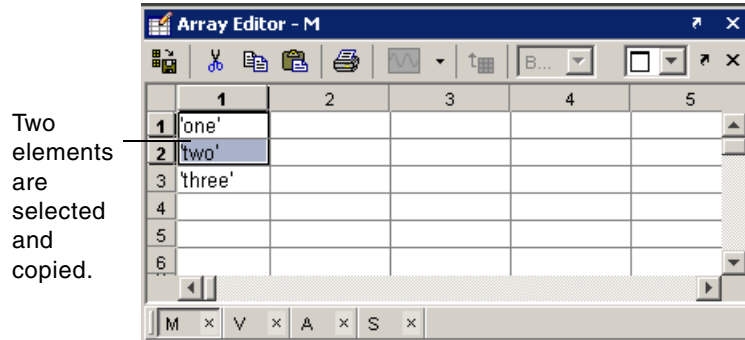 Array Editor - M
B...
1 2 3 4 5
Two
elements
are
selected
and
copied.
1 'one'
2 'two'
3 'three'
4
5
6
M V A S